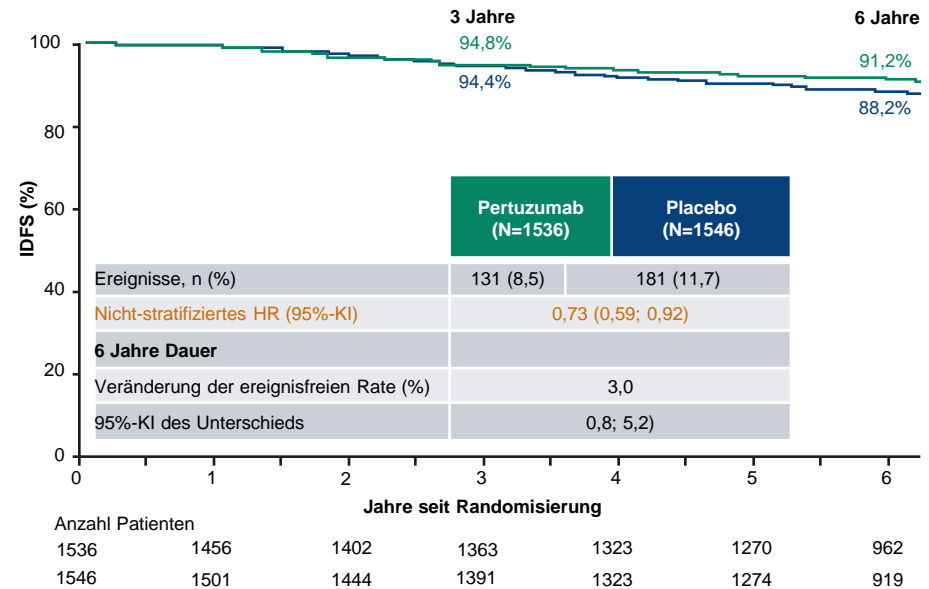 3 Jahre
6 Jahre
94,8%
91,2%
94,4%
88,2%
100
80
60
40
20
0
IDFS (%)
Pertuzumab
(N=1536)
Placebo
(N=1546)
Ereignisse, n (%)
131 (8,5)
181 (11,7)
Nicht-stratifiziertes HR (95%-KI)
0,73 (0,59; 0,92)
6 Jahre Dauer
Veränderung der ereignisfreien Rate (%)
3,0
95%-KI des Unterschieds
0,8; 5,2)
0 1 2 3 4 5 6
Jahre seit Randomisierung
Anzahl Patienten
1536 1456 1402 1363 1323 1270 962
1546 1501 1444 1391 1323 1274 919